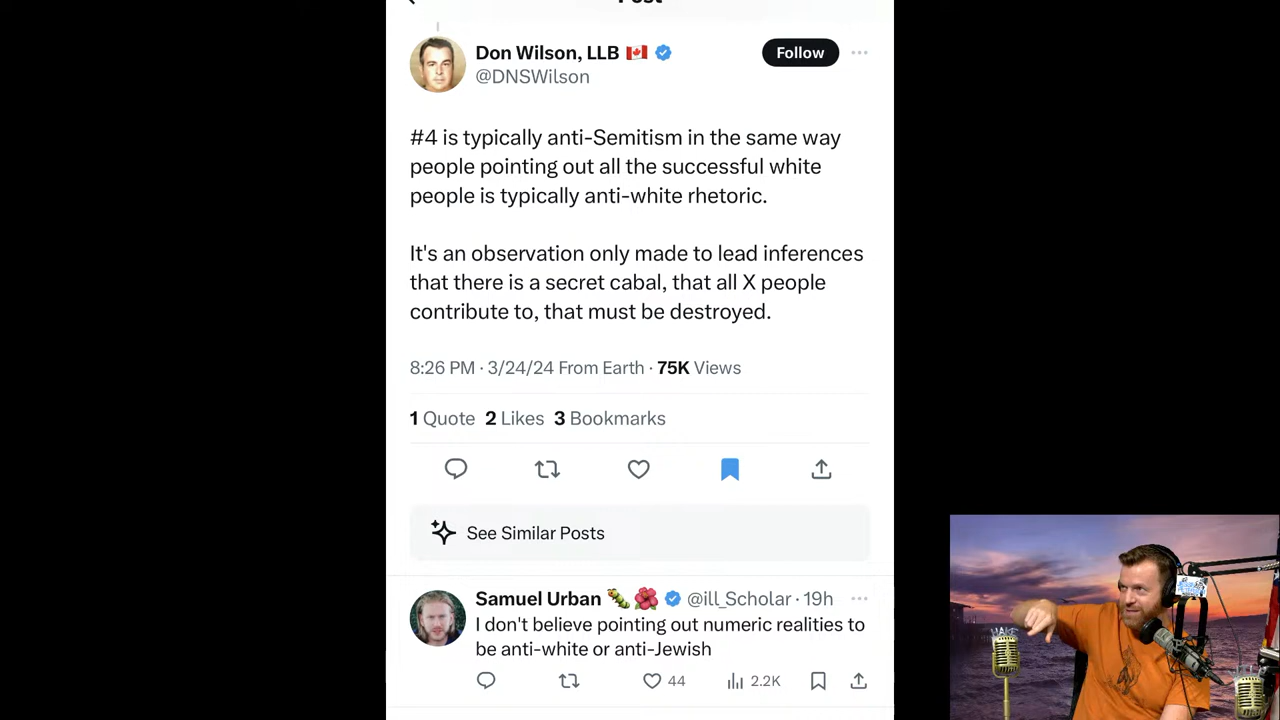 Post
Don Wilson, LLB 🇨🇦
Follow
@DNSWilson
#4 is typically anti-Semitism in the same way
people pointing out all the successful white
people is typically anti-white rhetoric.
It's an observation only made to lead inferences
that there is a secret cabal, that all X people
contribute to, that must be destroyed.
8:26 PM · 3/24/24 From Earth · 75K Views
1 Quote 2 Likes 3 Bookmarks
See Similar Posts
Samuel Urban 🐛🌺 @ill_Scholar · 19h
I don't believe pointing out numeric realities to
be anti-white or anti-Jewish
44 2.2K